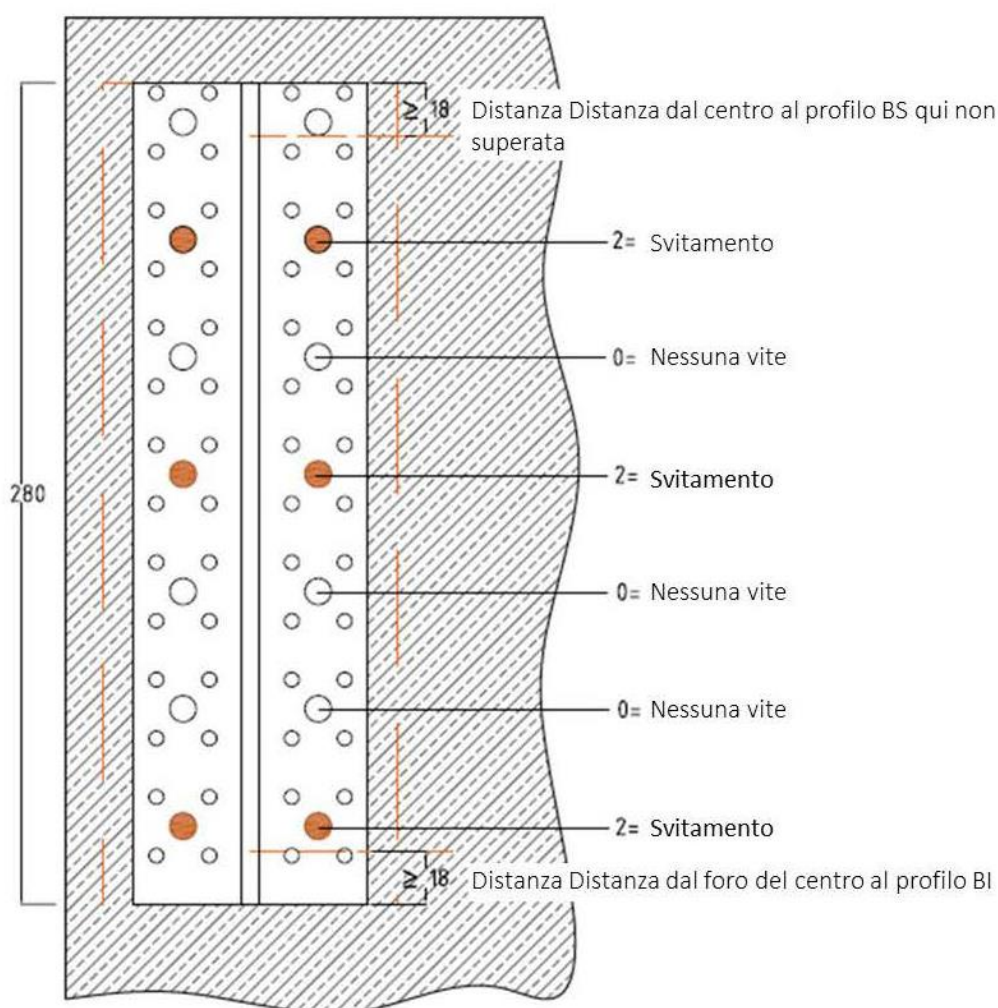 ≥ 18 Distanza Distanza dal centro al profilo BS qui non
superata
2= Svitamento
0= Nessuna vite
2= Svitamento
280
0= Nessuna vite
0= Nessuna vite
2= Svitamento
≥ 18 Distanza Distanza dal foro del centro al profilo BI